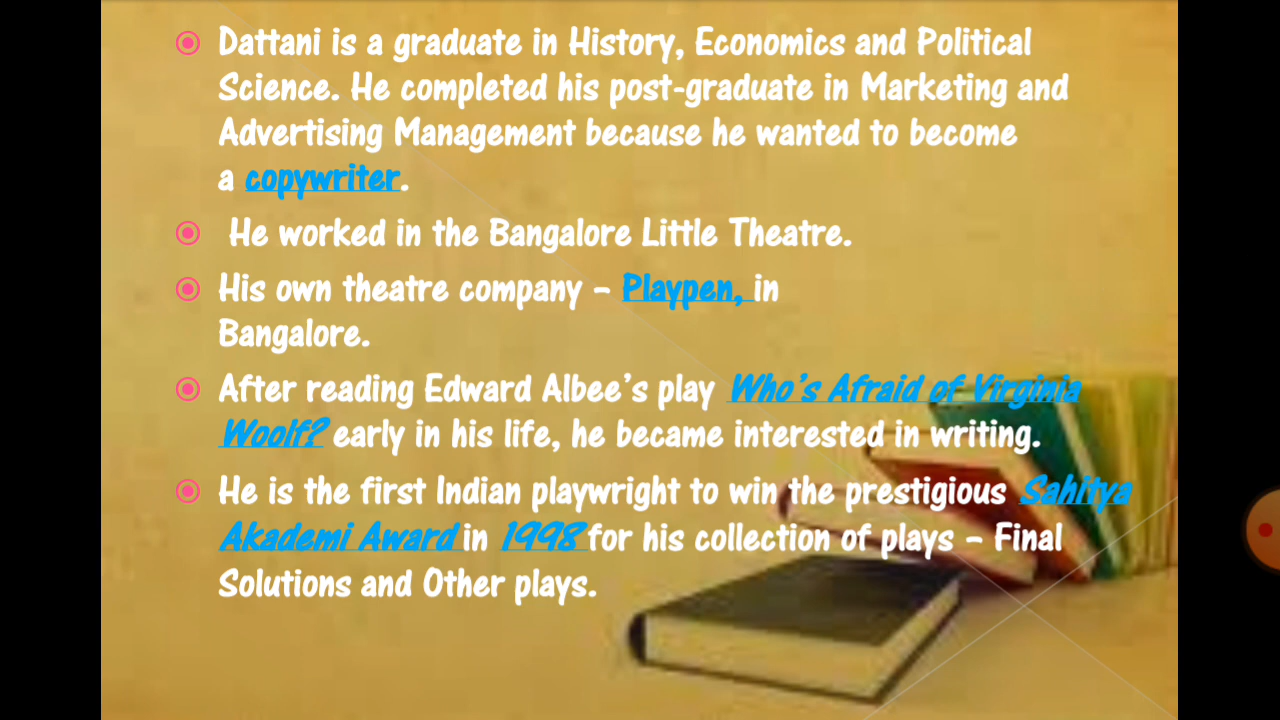 Dattani is a graduate in History, Economics and Political
Science. He completed his post-graduate in Marketing and
Advertising Management because he wanted to become
a copywriter.
He worked in the Bangalore Little Theatre.
His own theatre company – Playpen, in
Bangalore.
After reading Edward Albee's play Who's Afraid of Virginia
Woolf? early in his life, he became interested in writing.
He is the first Indian playwright to win the prestigious Sahitya
Akademi Award in 1998 for his collection of plays – Final
Solutions and Other plays.